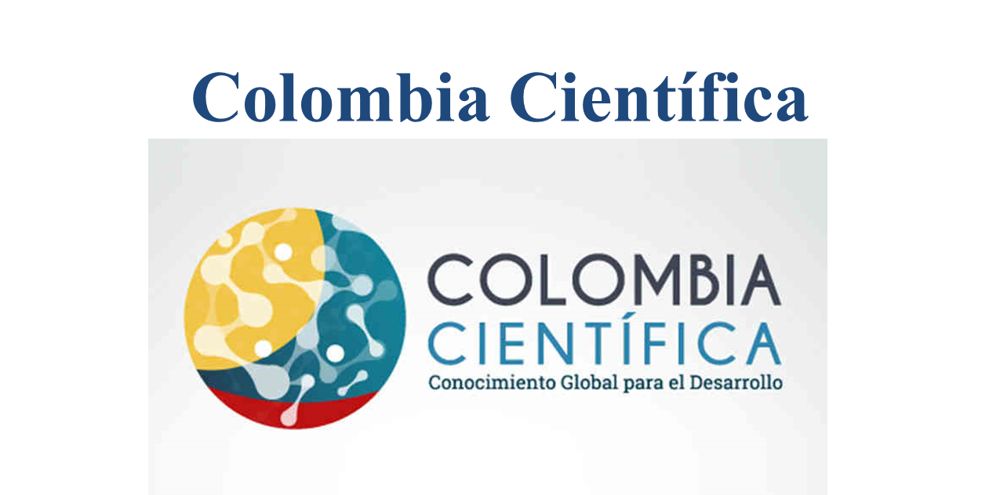 Colombia Científica
COLOMBIA
CIENTÍFICA
Conocimiento Global para el Desarrollo